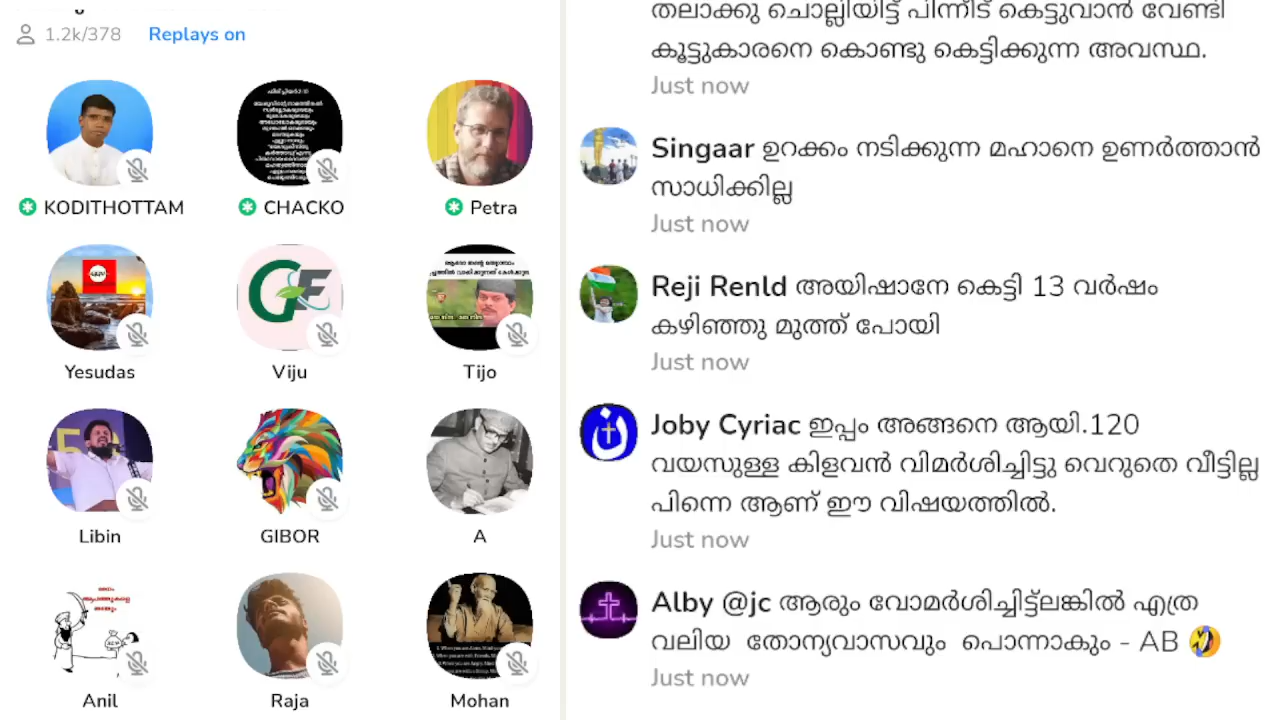 1.2k/378 Replays on
KODITHOTTAM CHACKO Petra
Yesudas Viju Tijo
GF
Libin GIBOR A
Anil Raja Mohan
തലാക്കു ചൊല്ലിയിട്ട് പിന്നീട് കെട്ടുവാൻ വേണ്ടി
കൂട്ടുകാരനെ കൊണ്ടു കെട്ടിക്കുന്ന അവസ്ഥ.
Just now
Singaar ഉറക്കം നടിക്കുന്ന മഹാനെ ഉണർത്താൻ
സാധിക്കില്ല
Just now
Reji Renld അയിഷാനേ കെട്ടി 13 വർഷം
കഴിഞ്ഞു മുത്ത് പോയി
Just now
Joby Cyriac ഇപ്പം അങ്ങനെ ആയി.120
വയസുള്ള കിളവൻ വിമർശിച്ചിട്ടു വെറുതെ വീട്ടില്ല
പിന്നെ ആണ് ഈ വിഷയത്തിൽ.
Just now
Alby @jc ആരും വോമർശിച്ചിട്ട്ലങ്കിൽ എത്ര
വലിയ തോന്യവാസവും പൊന്നാകും - AB 🤣
Just now